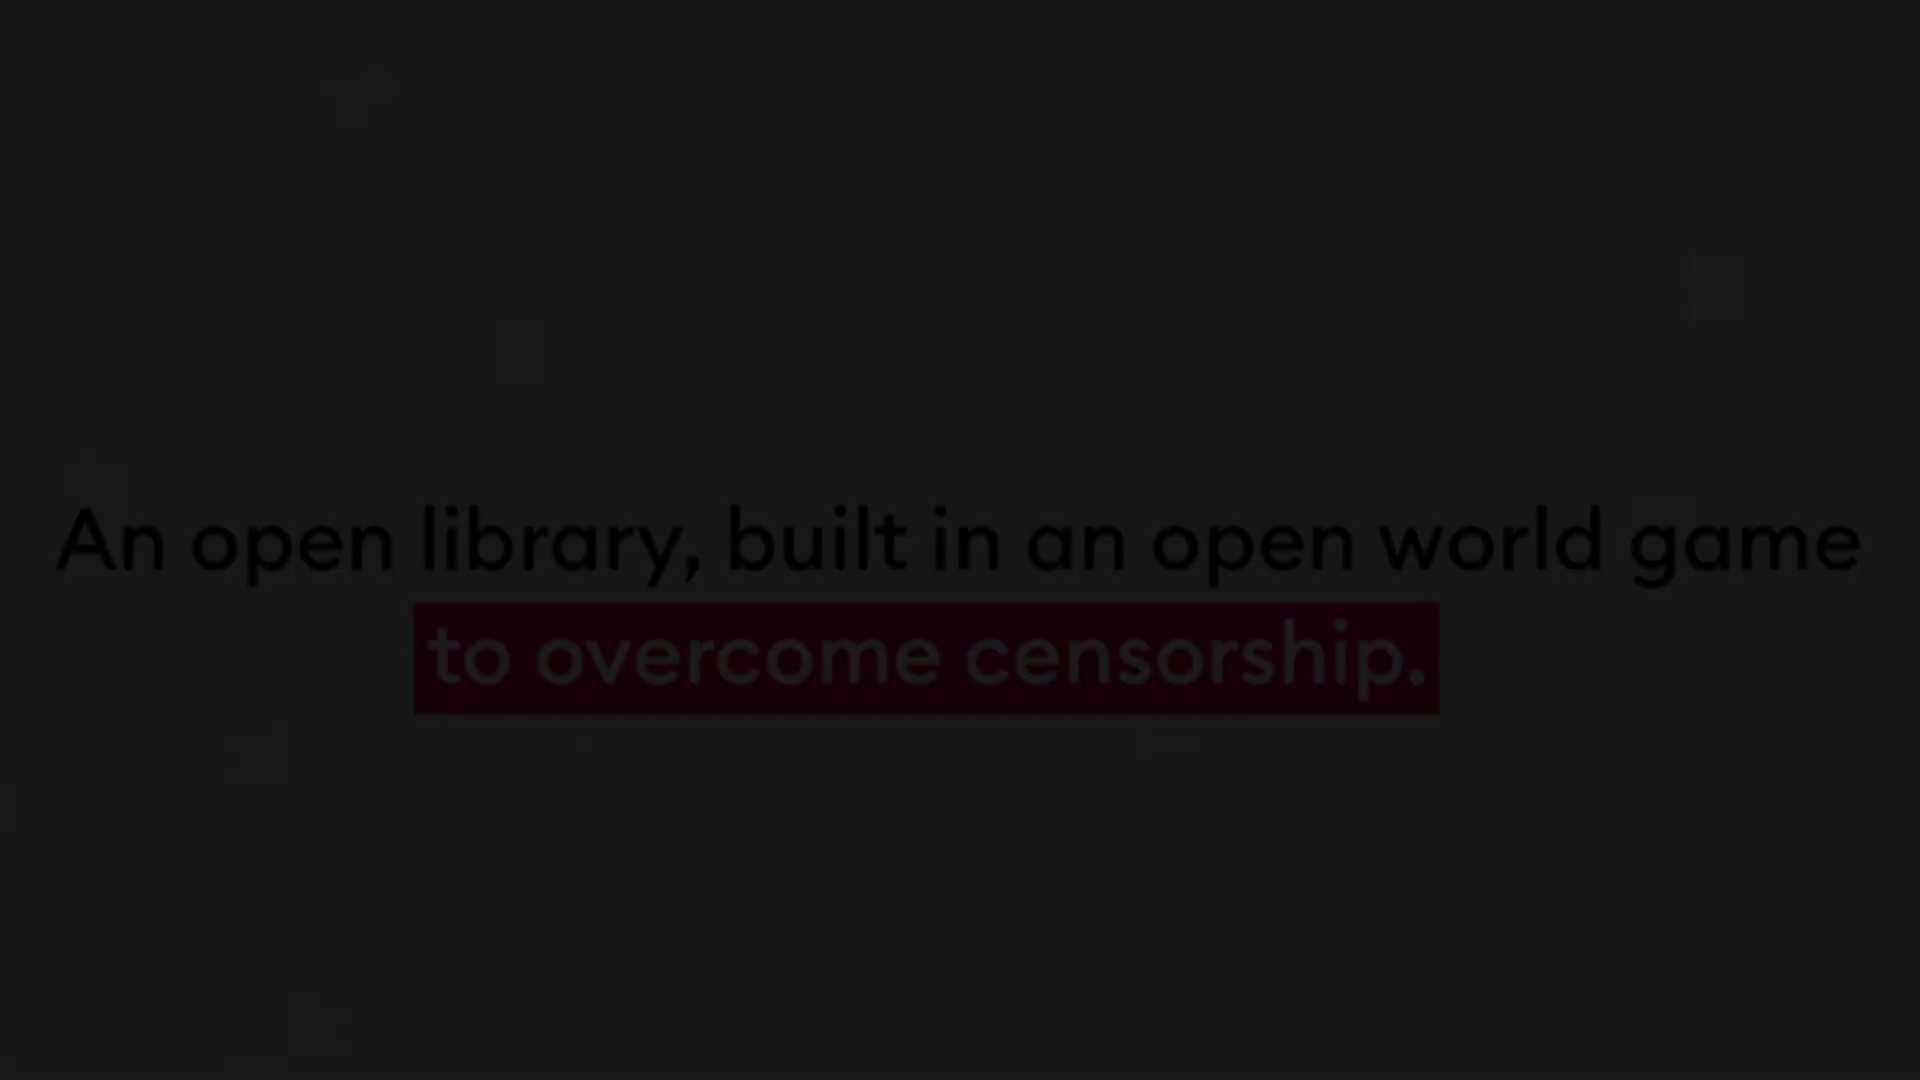 An open library, built in an open world game
to overcome censorship.